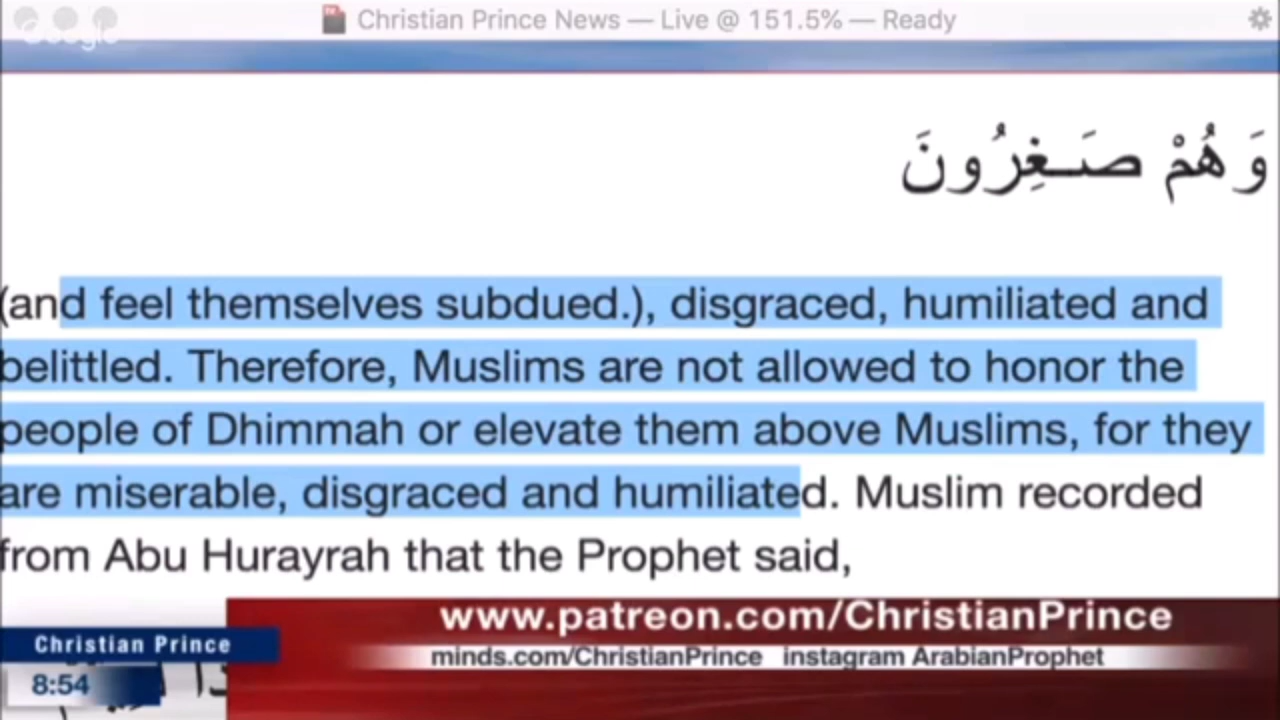 Christian Prince News — Live @ 151.5% — Ready
Google
وَهُمْ صَـغِرُونَ
(and feel themselves subdued.), disgraced, humiliated and
belittled. Therefore, Muslims are not allowed to honor the
people of Dhimmah or elevate them above Muslims, for they
are miserable, disgraced and humiliated. Muslim recorded
from Abu Hurayrah that the Prophet said,
www.patreon.com/ChristianPrince
Christian Prince
minds.com/ChristianPrince instagram ArabianProphet
8:54